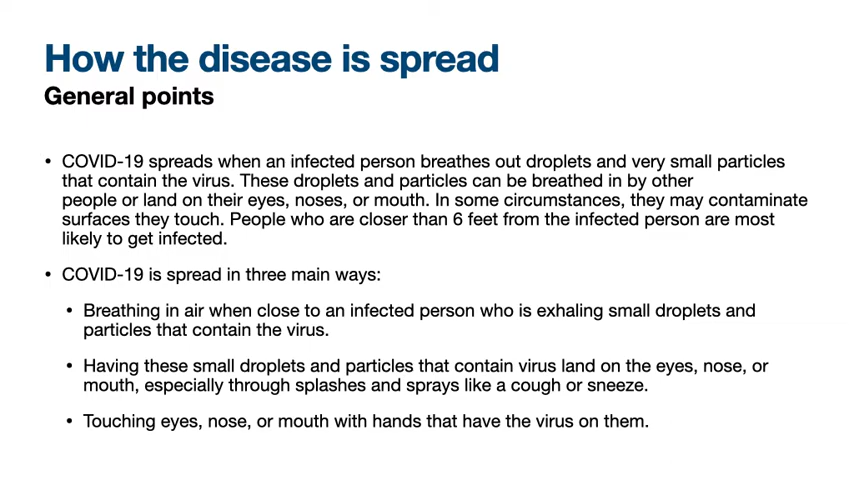 How the disease is spread
General points
• COVID-19 spreads when an infected person breathes out droplets and very small particles
that contain the virus. These droplets and particles can be breathed in by other
people or land on their eyes, noses, or mouth. In some circumstances, they may contaminate
surfaces they touch. People who are closer than 6 feet from the infected person are most
likely to get infected.
• COVID-19 is spread in three main ways:
• Breathing in air when close to an infected person who is exhaling small droplets and
particles that contain the virus.
• Having these small droplets and particles that contain virus land on the eyes, nose, or
mouth, especially through splashes and sprays like a cough or sneeze.
• Touching eyes, nose, or mouth with hands that have the virus on them.